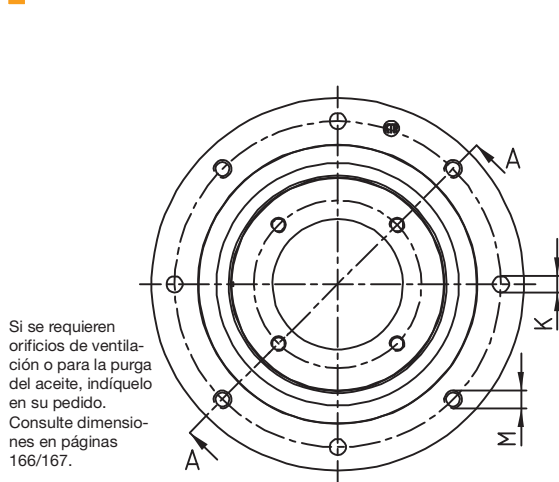 Si se requieren
orificios de ventila-
ción o para la purga
del aceite, indíquelo
en su pedido.
Consulte dimensio-
nes en páginas
166/167.
A
K
M
A